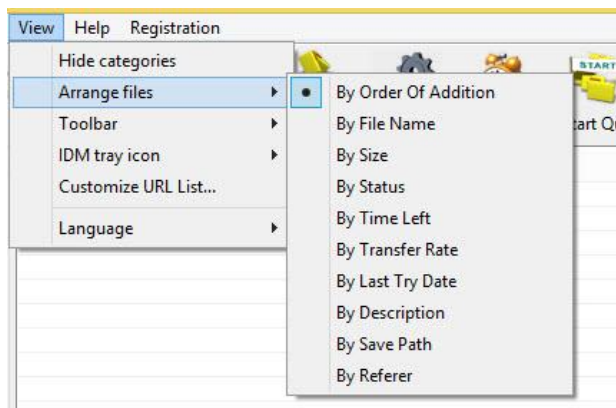 View Help Registration
Hide categories
Arrange files
Toolbar
IDM tray icon
Customize URL List...
Language
By Order Of Addition
By File Name
By Size
By Status
By Time Left
By Transfer Rate
By Last Try Date
By Description
By Save Path
By Referer
START